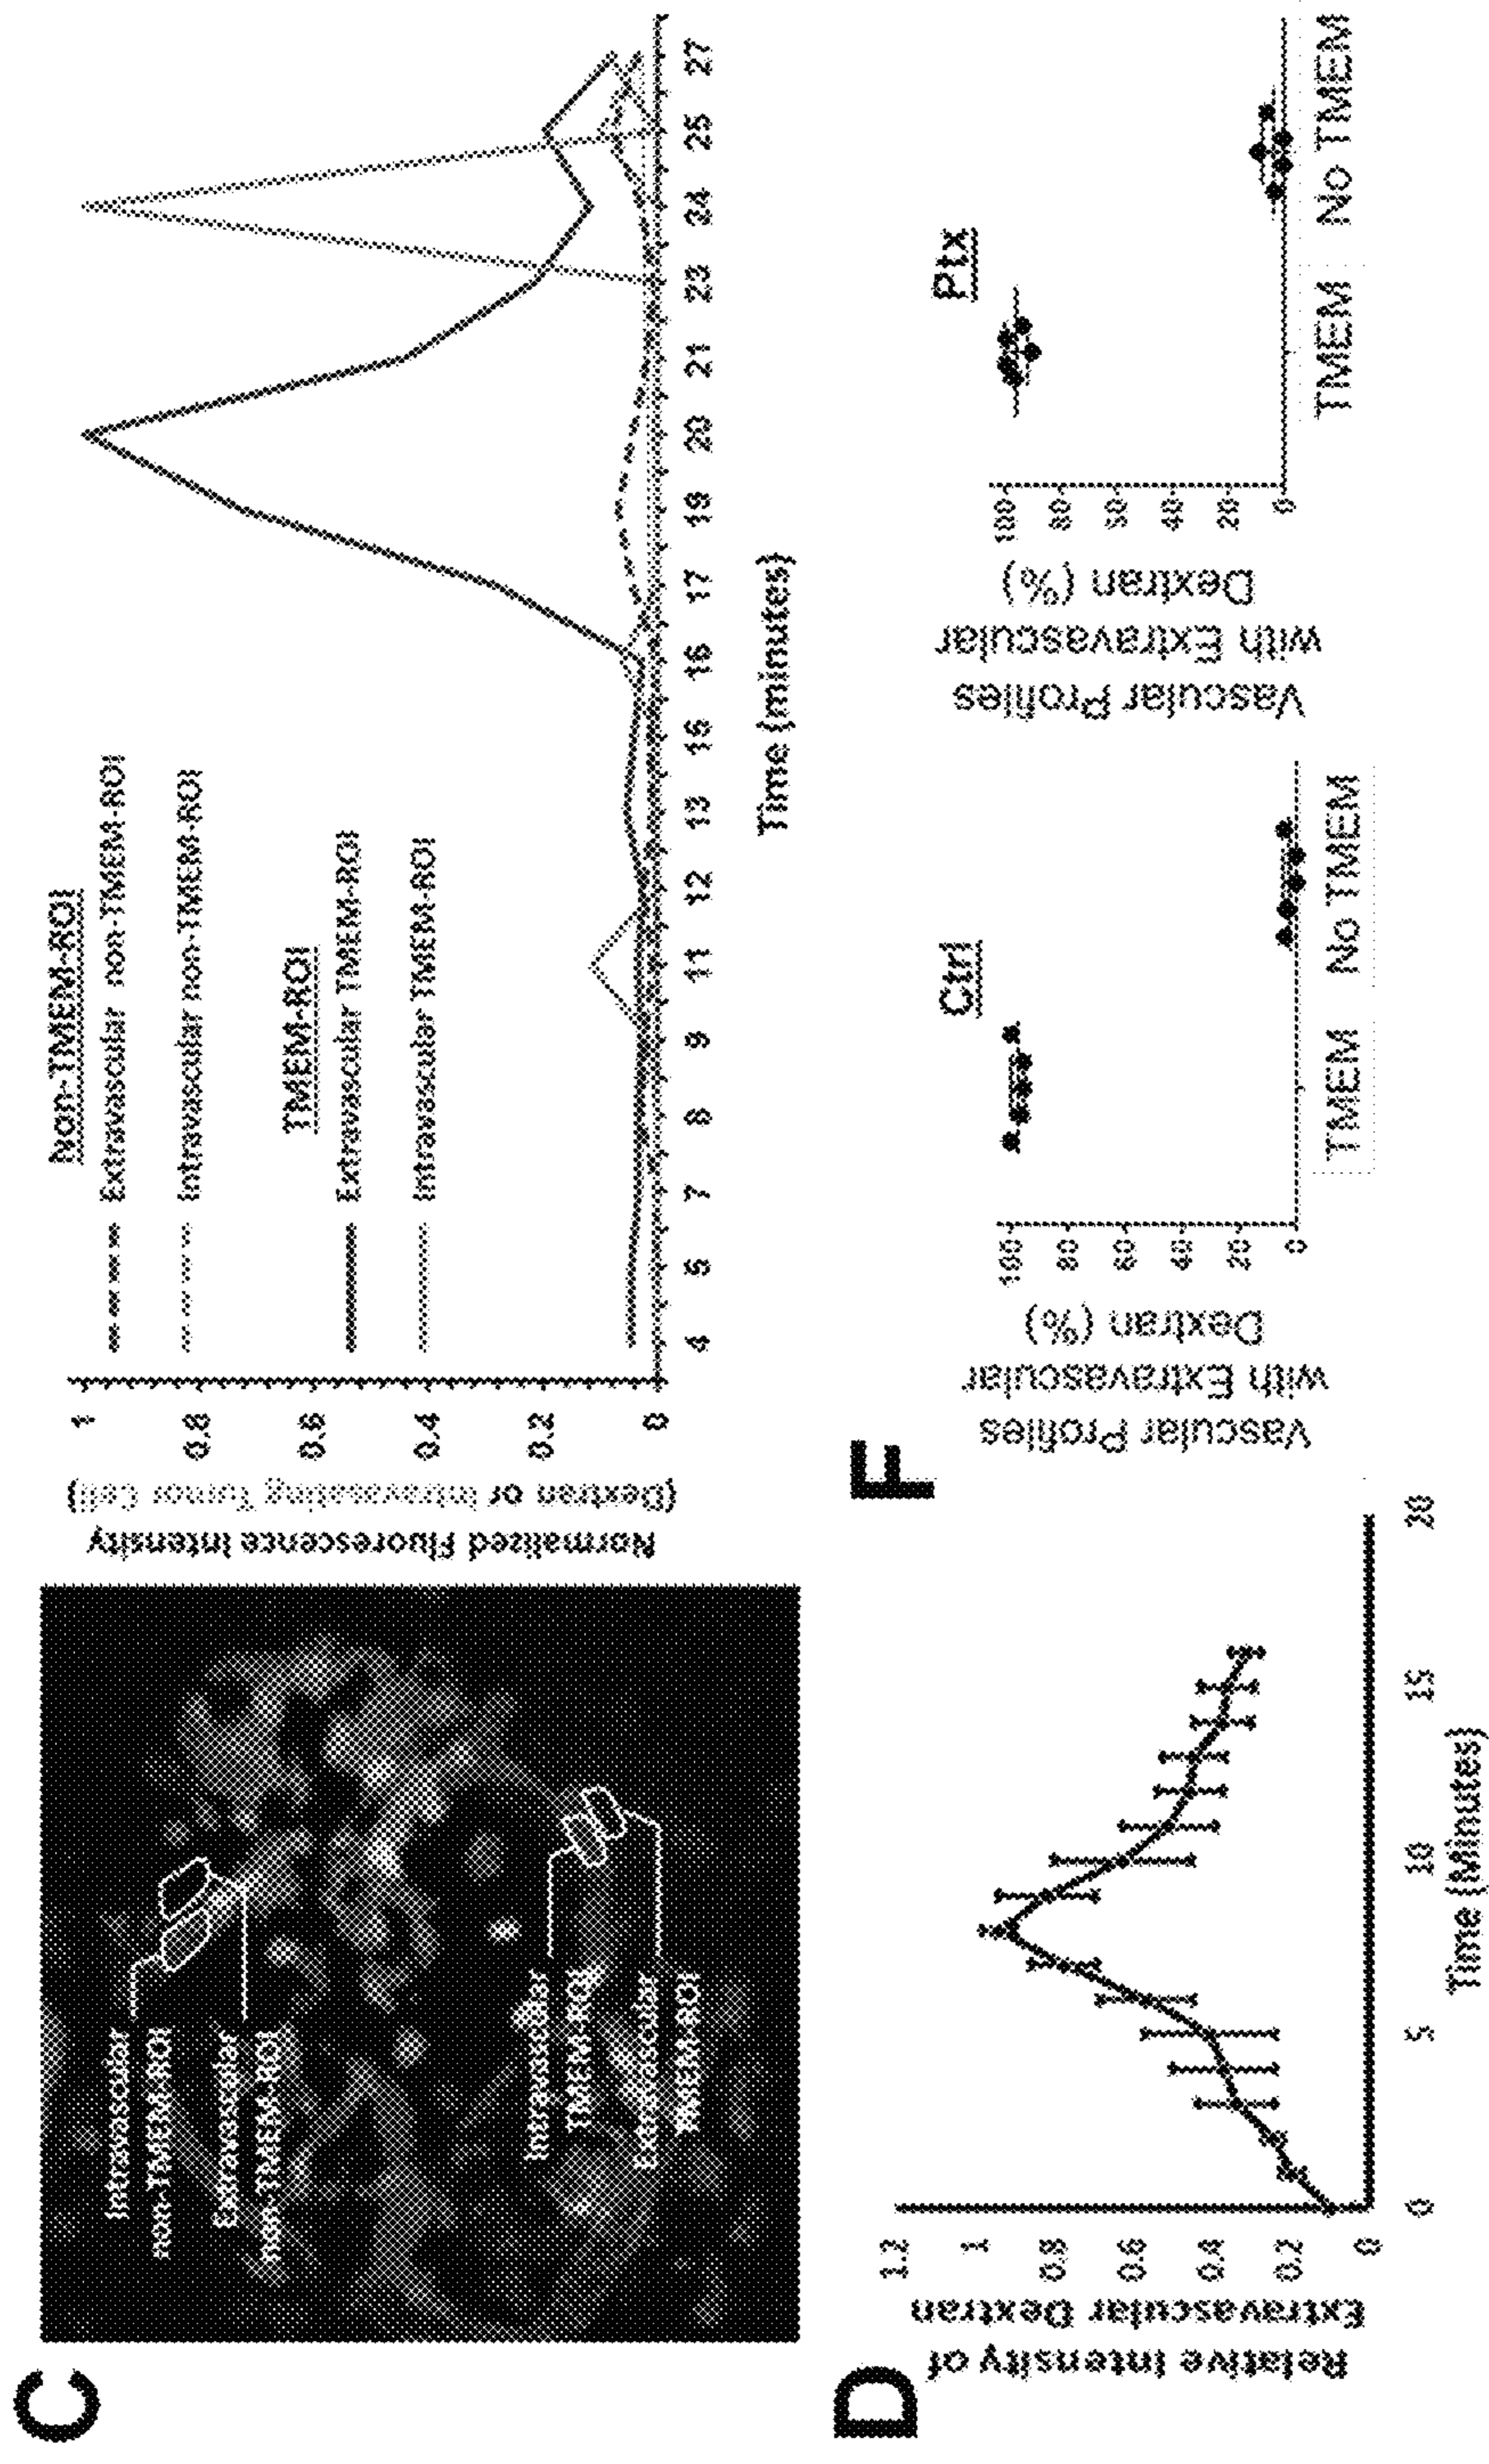 C
Intravascular
non-TMEM-ROI
Extravascular
non-TMEM-ROI
Intravascular
TMEM-ROI
Extravascular
TMEM-ROI
Normalized Fluorescence Intensity
(Dextran or Intravasating Tumor Cell)
1
0.8
0.6
0.4
0.2
0
Non-TMEM-ROI
Extravascular non-TMEM-ROI
Intravascular non-TMEM-ROI
TMEM-ROI
Extravascular TMEM-ROI
Intravascular TMEM-ROI
4 5 7 8 9 11 12 13 15 16 17 19 20 21 23 24 25 27
Time (minutes)
D
Relative Intensity of
Extravascular Dextran
1.2
1
0.8
0.6
0.4
0.2
0
0 5 10 15 20
Time (Minutes)
F
Vascular Profiles
with Extravascular
Dextran (%)
100
80
60
40
20
0
Ctrl
TMEM No TMEM
Vascular Profiles
with Extravascular
Dextran (%)
100
80
60
40
20
0
Ptx
TMEM No TMEM